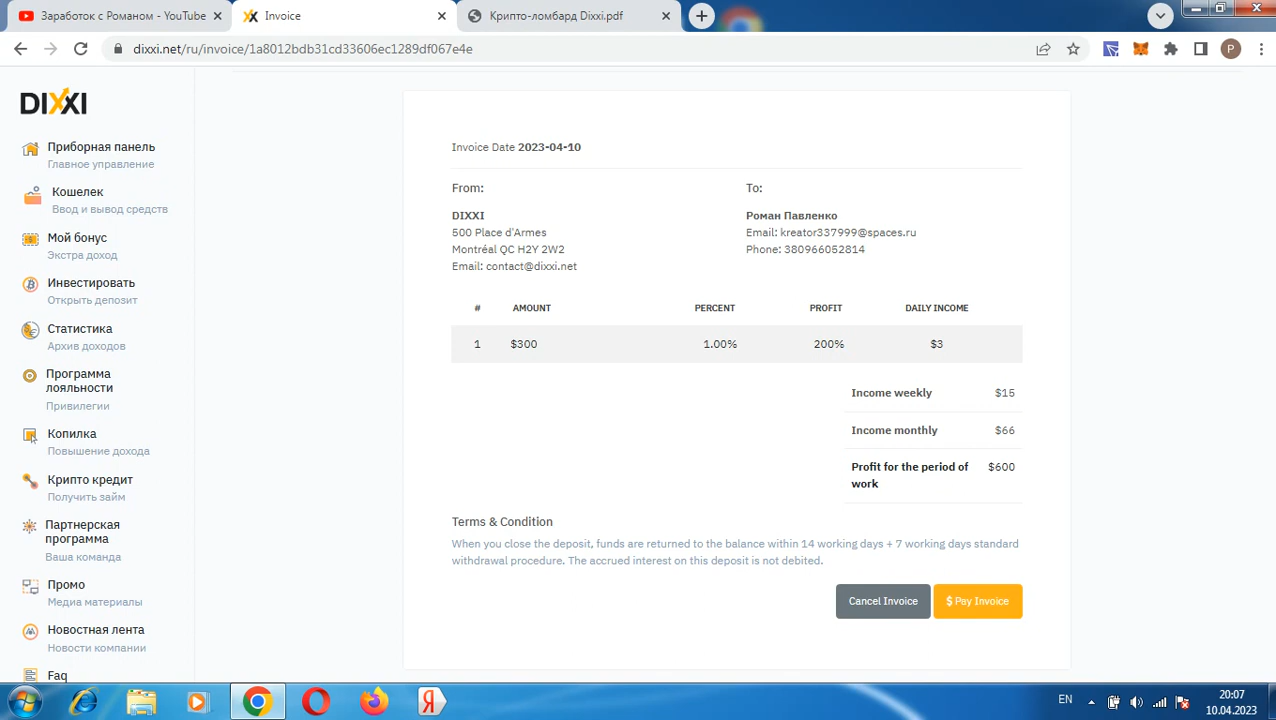 Заработок с Романом - YouTube
Invoice
Крипто-ломбард Dixxi.pdf
dixxi.net/ru/invoice/1a8012bdb31cd33606ec1289df067e4e
P
DIXXI
Приборная панель
Главное управление
Кошелек
Ввод и вывод средств
Мой бонус
Экстра доход
Инвестировать
Открыть депозит
Статистика
Архив доходов
Программа
лояльности
Привилегии
Копилка
Повышение дохода
Крипто кредит
Получить займ
Партнерская
программа
Ваша команда
Промо
Медиа материалы
Новостная лента
Новости компании
Faq
Invoice Date 2023-04-10
From:
DIXXI
500 Place d'Armes
Montréal QC H2Y 2W2
Email: contact@dixxi.net
To:
Роман Павленко
Email: kreator337999@spaces.ru
Phone: 380966052814
# AMOUNT PERCENT PROFIT DAILY INCOME
1 $300 1.00% 200% $3
Income weekly $15
Income monthly $66
Profit for the period of $600
work
Terms & Condition
When you close the deposit, funds are returned to the balance within 14 working days + 7 working days standard
withdrawal procedure. The accrued interest on this deposit is not debited.
Cancel Invoice $ Pay Invoice
Я
EN
20:07
10.04.2023